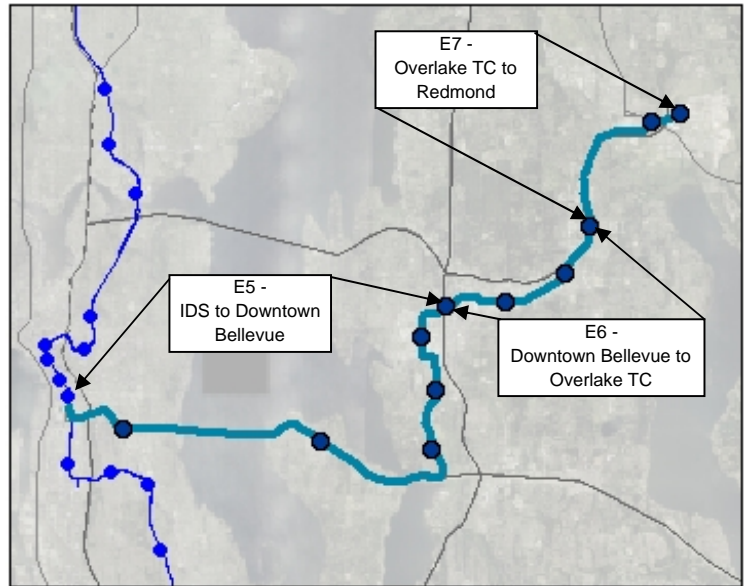 E7 -
Overlake TC to
Redmond
E5 -
IDS to Downtown
Bellevue
E6 -
Downtown Bellevue to
Overlake TC